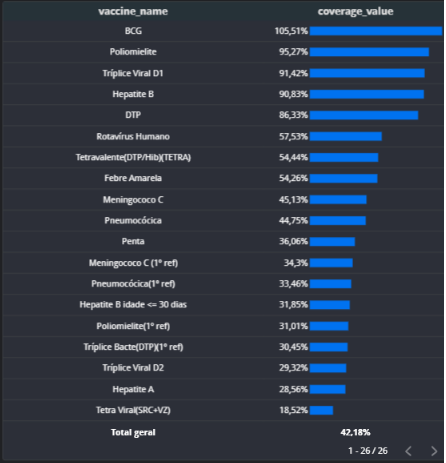 vaccine_name coverage_value
BCG 105,51%
Poliomielite 95,27%
Tríplice Viral D1 91,42%
Hepatite B 90,83%
DTP 86,33%
Rotavírus Humano 57,53%
Tetravalente(DTP/Hib)(TETRA) 54,44%
Febre Amarela 54,26%
Meningococo C 45,13%
Pneumocócica 44,75%
Penta 36,06%
Meningococo C (1º ref) 34,3%
Pneumocócica(1º ref) 33,46%
Hepatite B idade <= 30 dias 31,85%
Poliomielite(1º ref) 31,01%
Tríplice Bacte(DTP)(1º ref) 30,45%
Tríplice Viral D2 29,32%
Hepatite A 28,56%
Tetra Viral(SRC+VZ) 18,52%
Total geral 42,18%
1 - 26 / 26